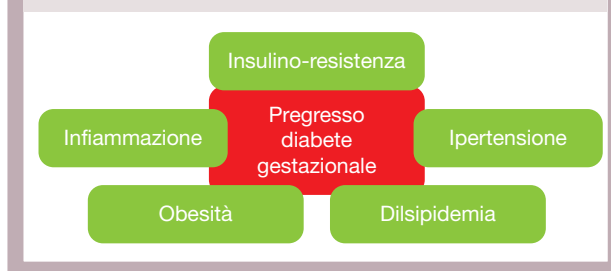 Insulino-resistenza
Infiammazione
Pregresso
diabete
gestazionale
Ipertensione
Obesità
Dilsipidemia